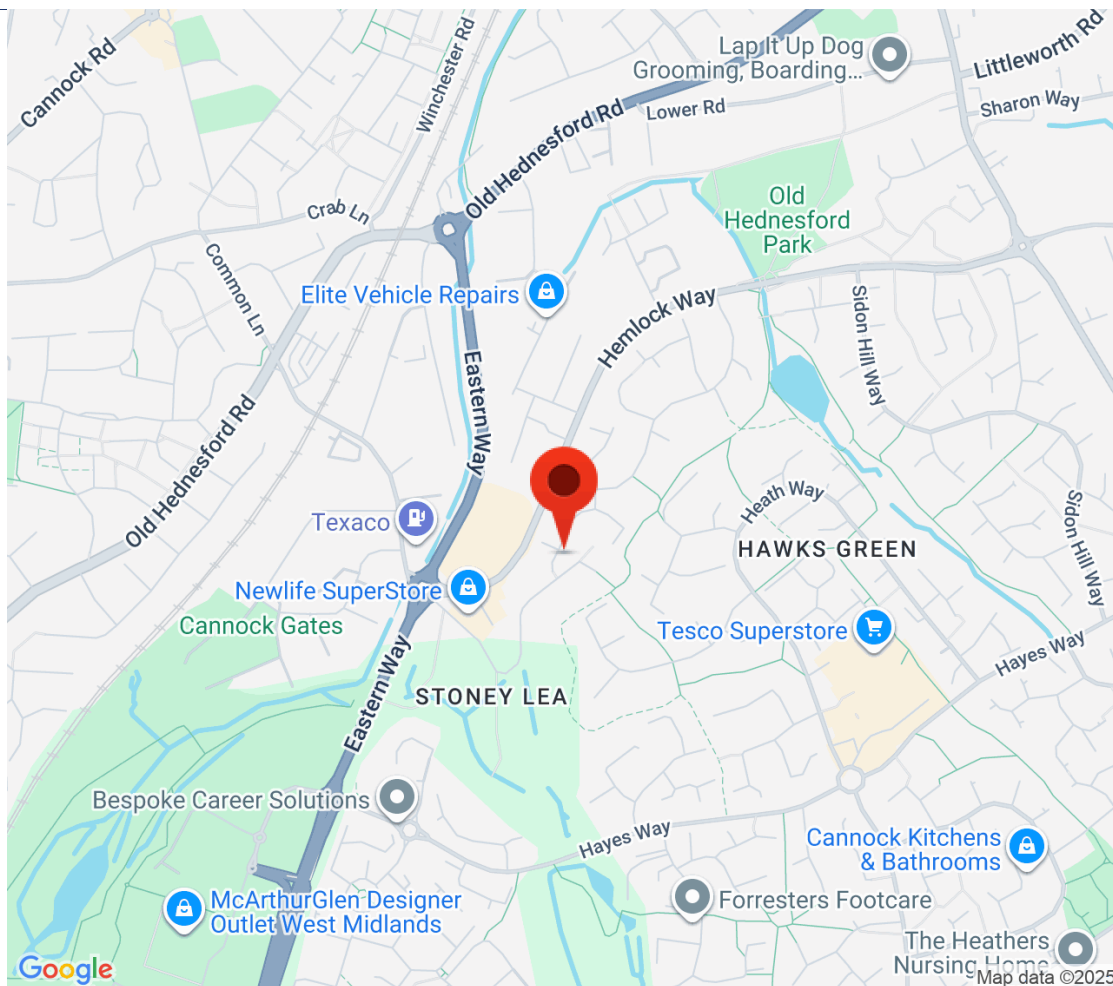 Cannock Rd
Winchester Rd
Lap It Up Dog
Grooming, Boarding...
Littleworth Rd
Lower Rd
Sharon Way
Old Hednesford Rd
Crab Ln
Old
Hednesford
Park
Common Ln
Elite Vehicle Repairs
Hemlock Way
Sidon Hill Way
Eastern Way
Old Hednesford Rd
Texaco
Heath Way
HAWKS GREEN
Sidon Hill Way
Newlife SuperStore
Cannock Gates
Tesco Superstore
Hayes Way
Eastern Way
STONEY LEA
Bespoke Career Solutions
Hayes Way
Cannock Kitchens
& Bathrooms
McArthurGlen Designer
Outlet West Midlands
Forresters Footcare
The Heathers
Nursing Home
Google
Map data ©2025